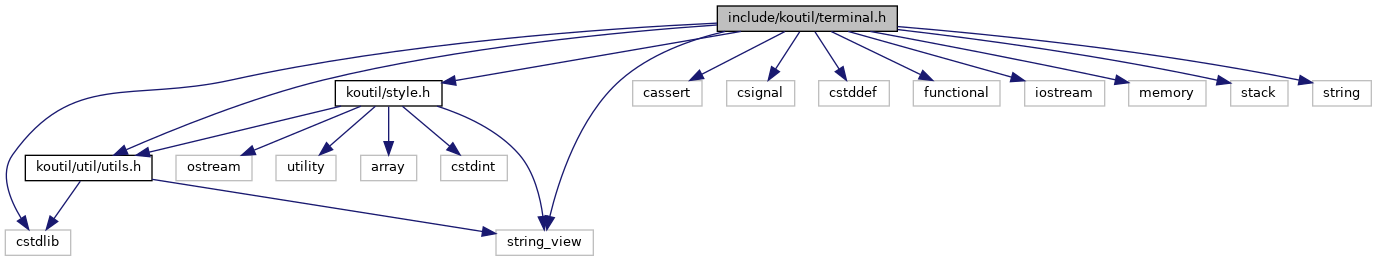 include/koutil/terminal.h
koutil/style.h
cassert
csignal
cstddef
functional
iostream
memory
stack
string
koutil/util/utils.h
ostream
utility
array
cstdint
cstdlib
string_view